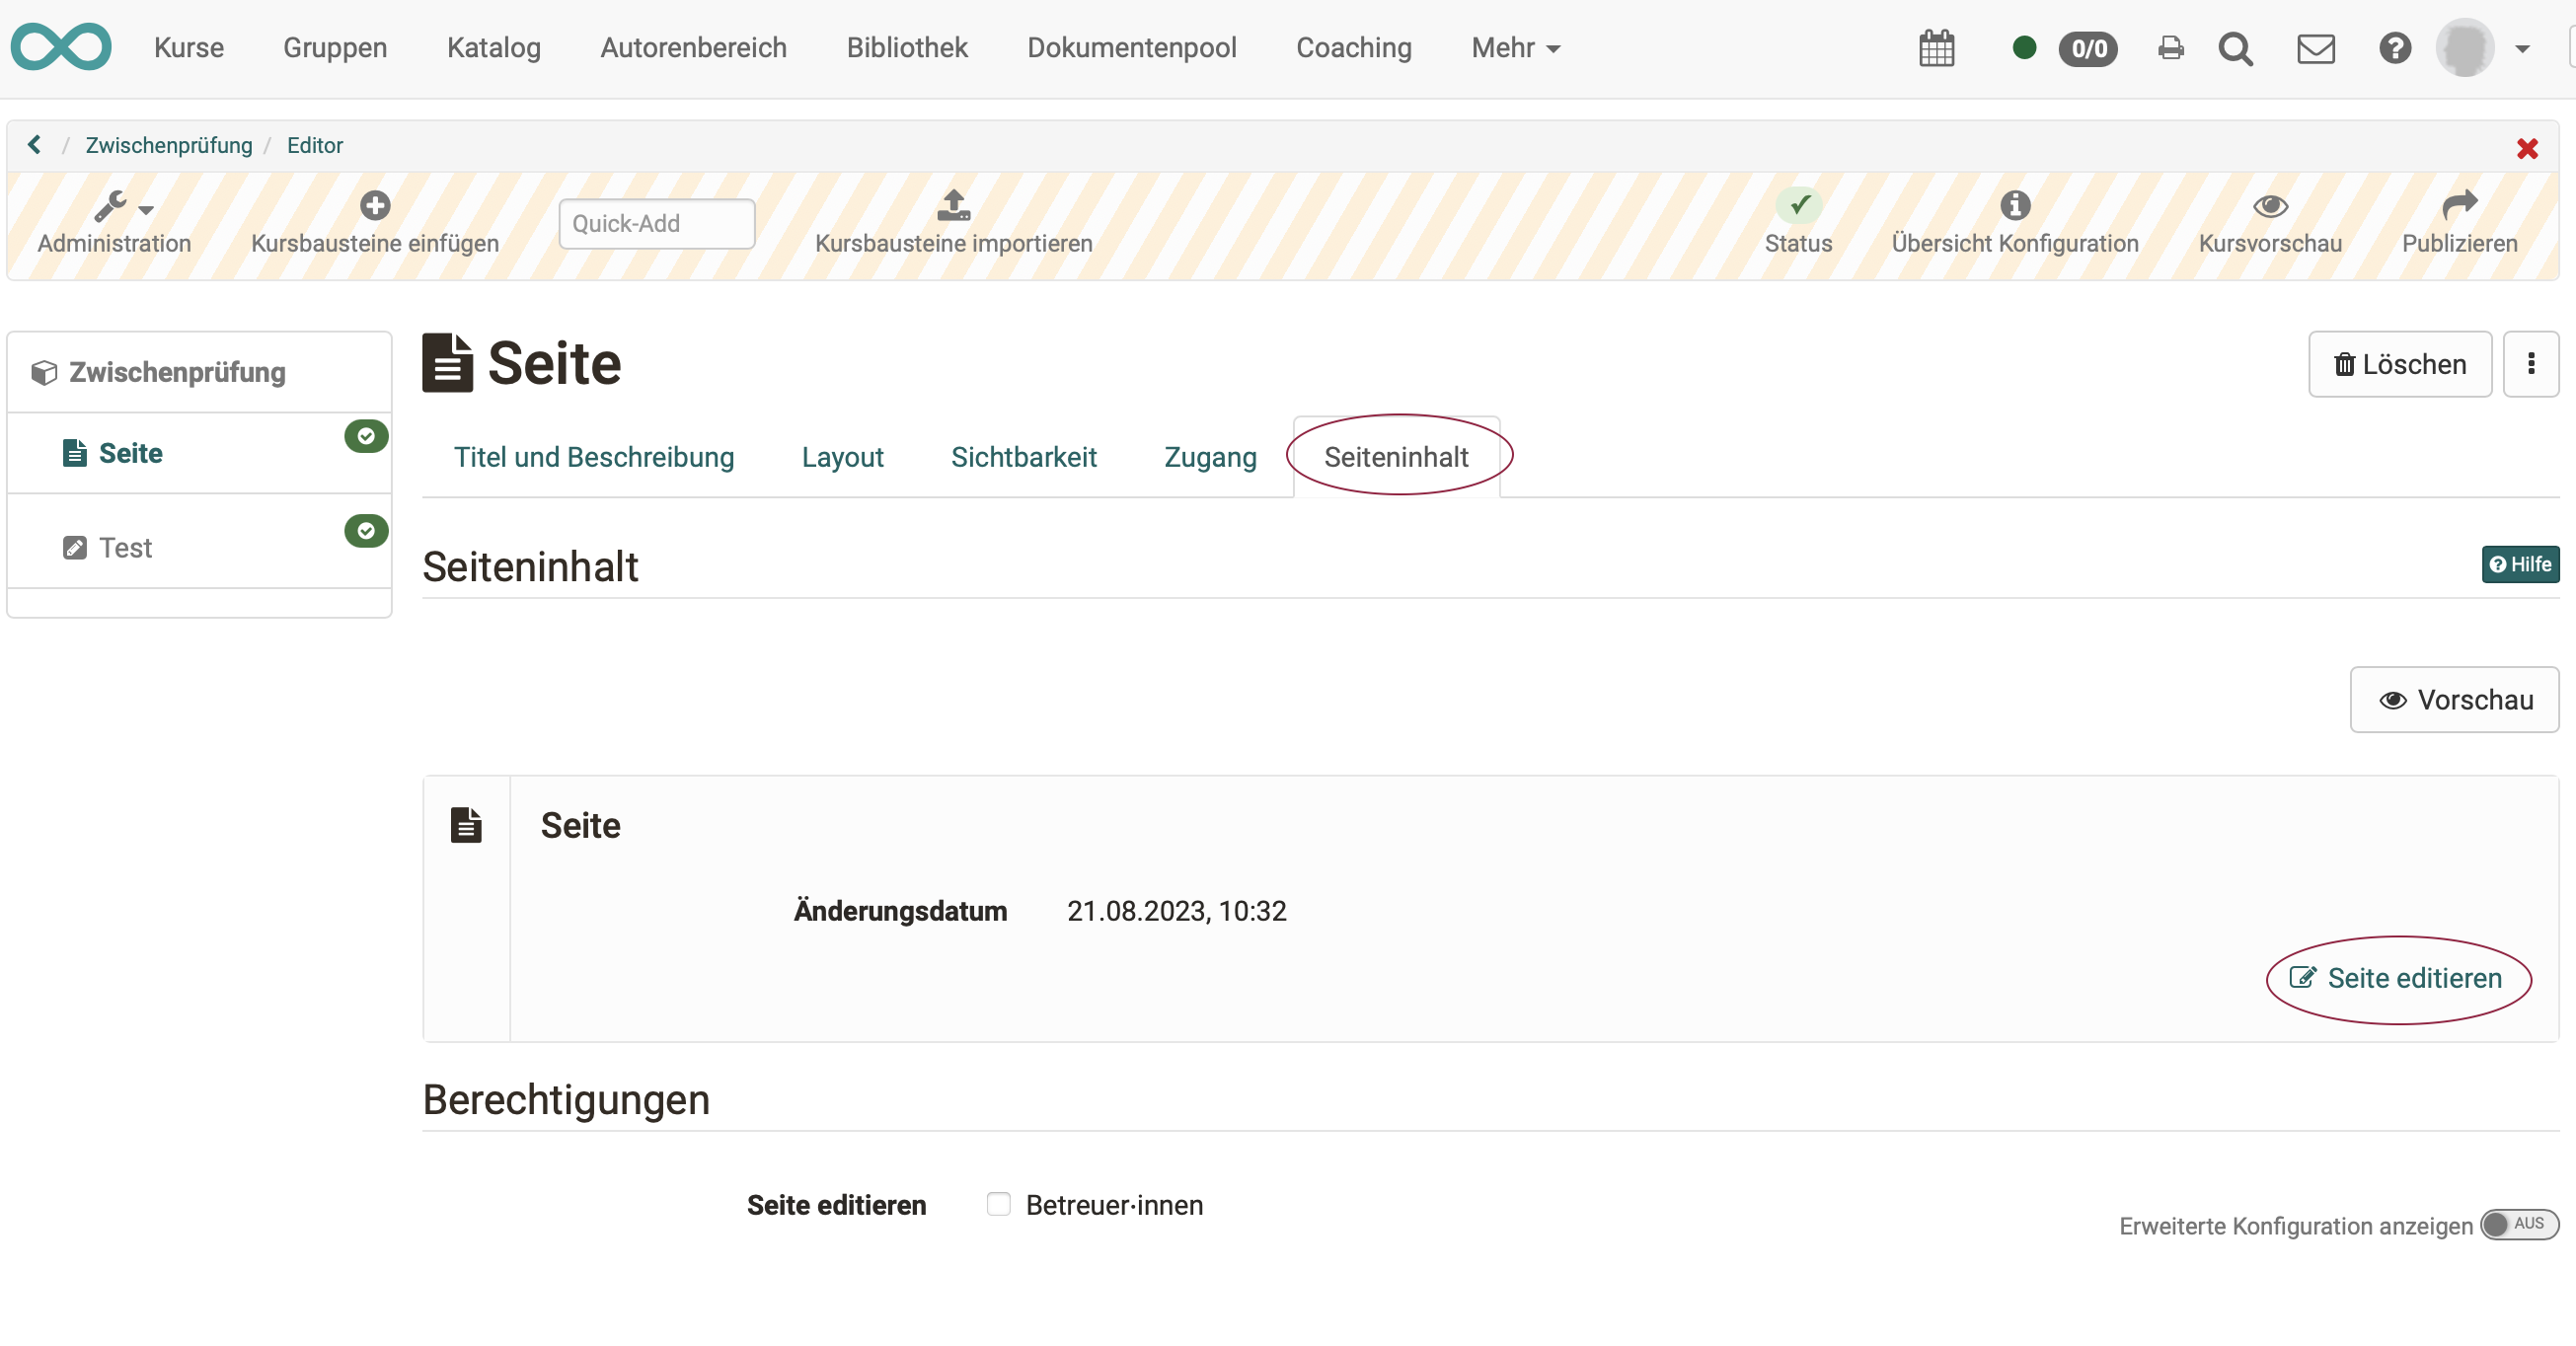 Kurse Gruppen Katalog Autorenbereich Bibliothek Dokumentenpool Coaching Mehr 0/0
/ Zwischenprüfung / Editor
Administration Kursbausteine einfügen Quick-Add Kursbausteine importieren Status Übersicht Konfiguration Kursvorschau Publizieren
Zwischenprüfung
Seite
Test
Seite
Löschen
Titel und Beschreibung Layout Sichtbarkeit Zugang Seiteninhalt
Seiteninhalt
Hilfe
Vorschau
Seite
Änderungsdatum 21.08.2023, 10:32
Seite editieren
Berechtigungen
Seite editieren Betreuer·innen
Erweiterte Konfiguration anzeigen AUS